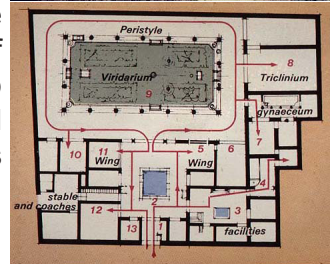 Peristyle
8
Triclinium
Viridarium
9
gynaeceum
7
10
11
Wing
5
6
Wing
4
2
3
stable
and coaches
12
13
1
facilities